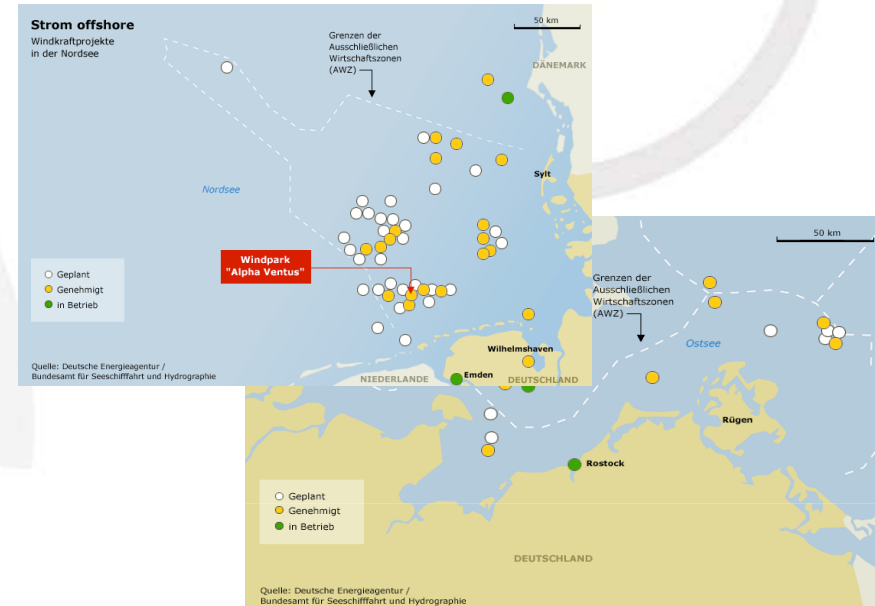 Strom offshore
Windkraftprojekte
in der Nordsee
50 km
Grenzen der
Ausschließlichen
Wirtschaftszonen
(AWZ)
DÄNEMARK
Sylt
Nordsee
Windpark
"Alpha Ventus"
Geplant
Genehmigt
in Betrieb
Wilhelmshaven
Emden
NIEDERLANDE
DEUTSCHLAND
Quelle: Deutsche Energieagentur /
Bundesamt für Seeschifffahrt und Hydrographie
50 km
Grenzen der
Ausschließlichen
Wirtschaftszonen
(AWZ)
Ostsee
Rügen
Rostock
Geplant
Genehmigt
in Betrieb
DEUTSCHLAND
Quelle: Deutsche Energieagentur /
Bundesamt für Seeschifffahrt und Hydrographie